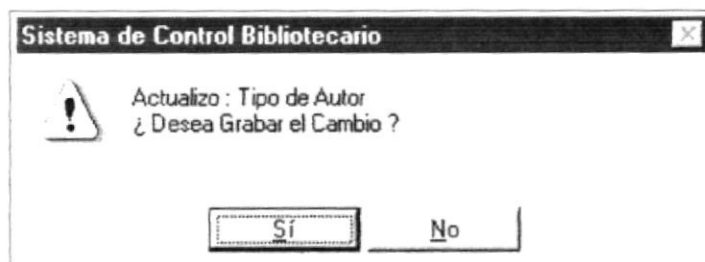 Sistema de Control Bibliotecario
Actualizo : Tipo de Autor
¿ Desea Grabar el Cambio ?
Sí
No